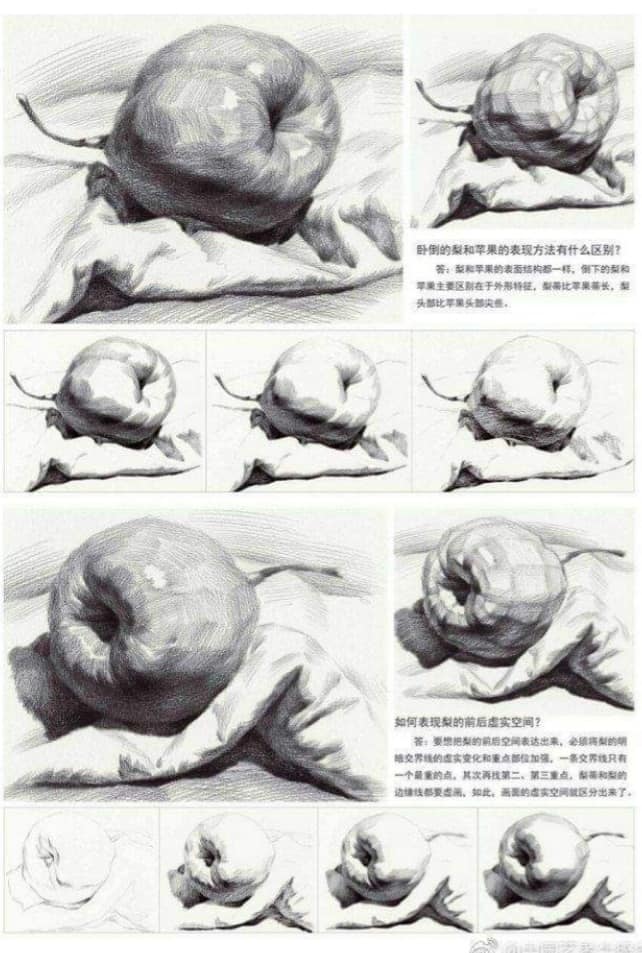 卧倒的梨和苹果的表现方法有什么区别？
答：梨和苹果的表面结构都一样，倒下的梨和
苹果主要区别在于外形特征，梨蒂比苹果蒂长，梨
头部比苹果头部尖些。
如何表现梨的前后虚实空间？
答：要想把梨的前后空间表达出来，必须将梨的明
暗交界线的虚实变化和重点部位加强，一条交界线只有
一个最重的点，其次再找第二、第三重点，梨蒂和梨的
边缘线都要虚画，如此，画面的虚实空间就区分出来了。